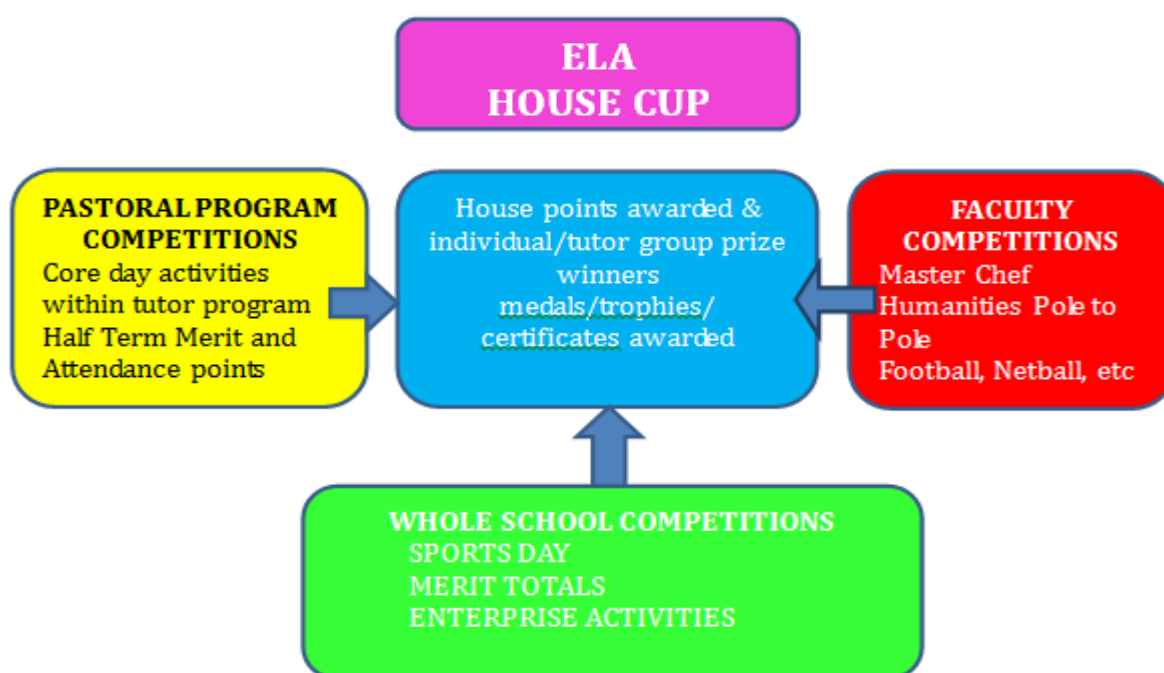 ELA
HOUSE CUP
PASTORAL PROGRAM
COMPETITIONS
Core day activities
within tutor program
Half Term Merit and
Attendance points
House points awarded &
individual/tutor group prize
winners
medals/trophies/
certificates awarded
FACULTY
COMPETITIONS
Master Chef
Humanities Pole to
Pole
Football, Netball, etc
WHOLE SCHOOL COMPETITIONS
SPORTS DAY
MERIT TOTALS
ENTERPRISE ACTIVITIES